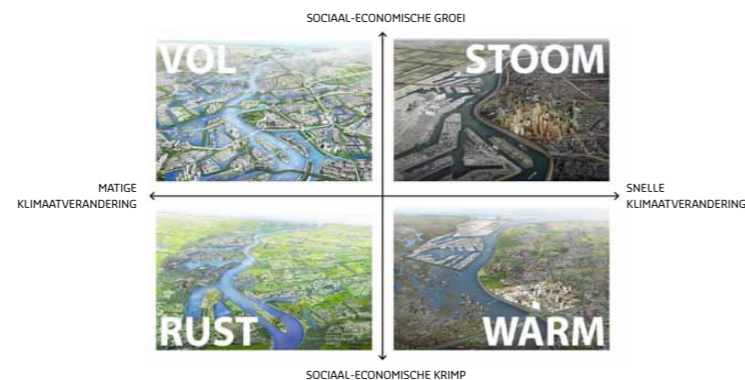 SOCIAAL-ECONOMISCHE GROEI
VOL
STOOM
MATIGE
KLIMAATVERANDERING
SNELLE
KLIMAATVERANDERING
RUST
WARM
SOCIAAL-ECONOMISCHE KRIMP